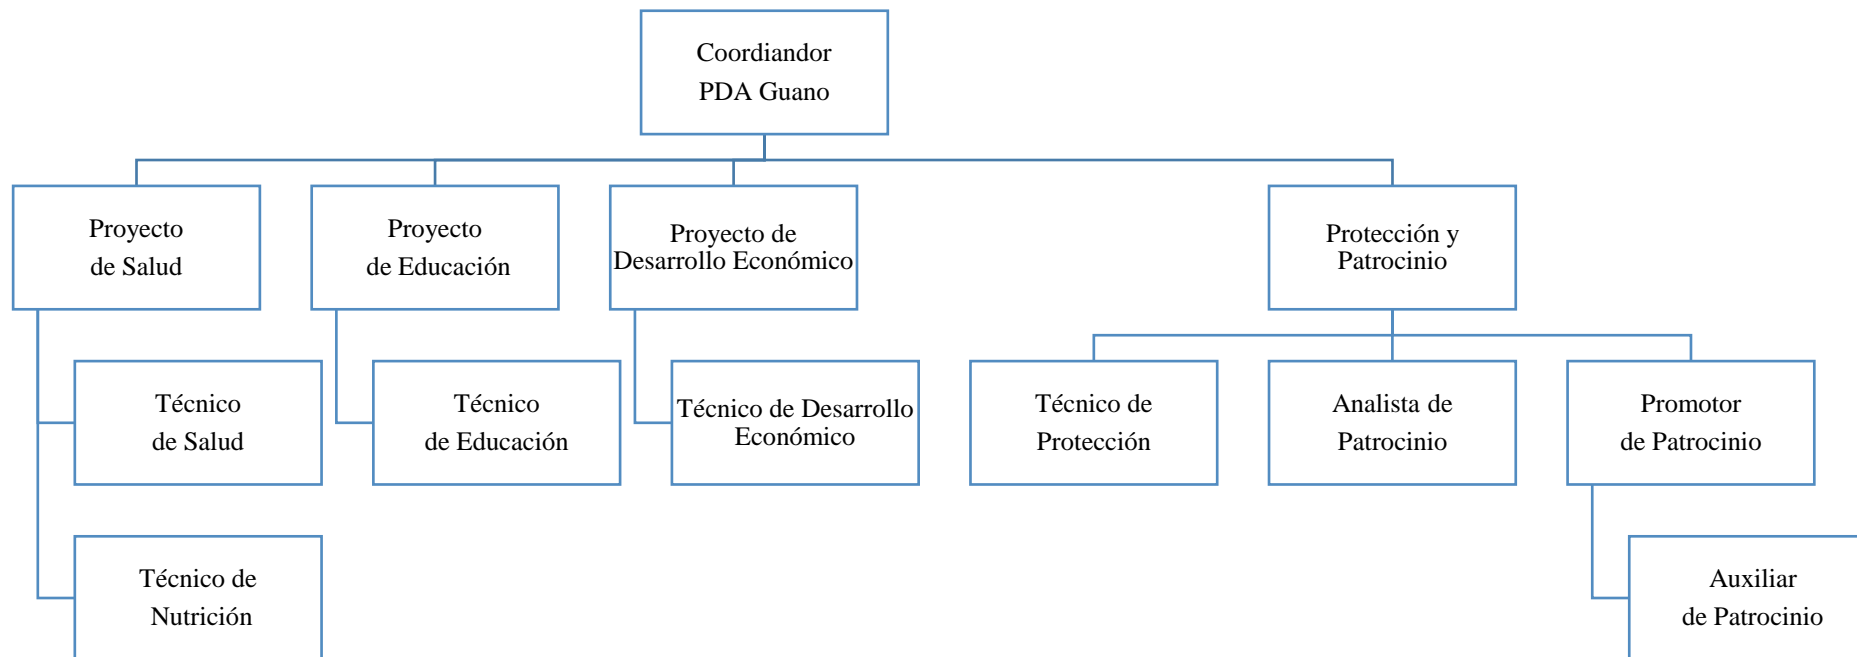 Coordiandor
PDA Guano
Proyecto
de Salud
Proyecto
de Educación
Proyecto de
Desarrollo Económico
Protección y
Patrocinio
Técnico
de Salud
Técnico
de Educación
Técnico de Desarrollo
Económico
Técnico de
Protección
Analista de
Patrocinio
Promotor
de Patrocinio
Técnico de
Nutrición
Auxiliar
de Patrocinio